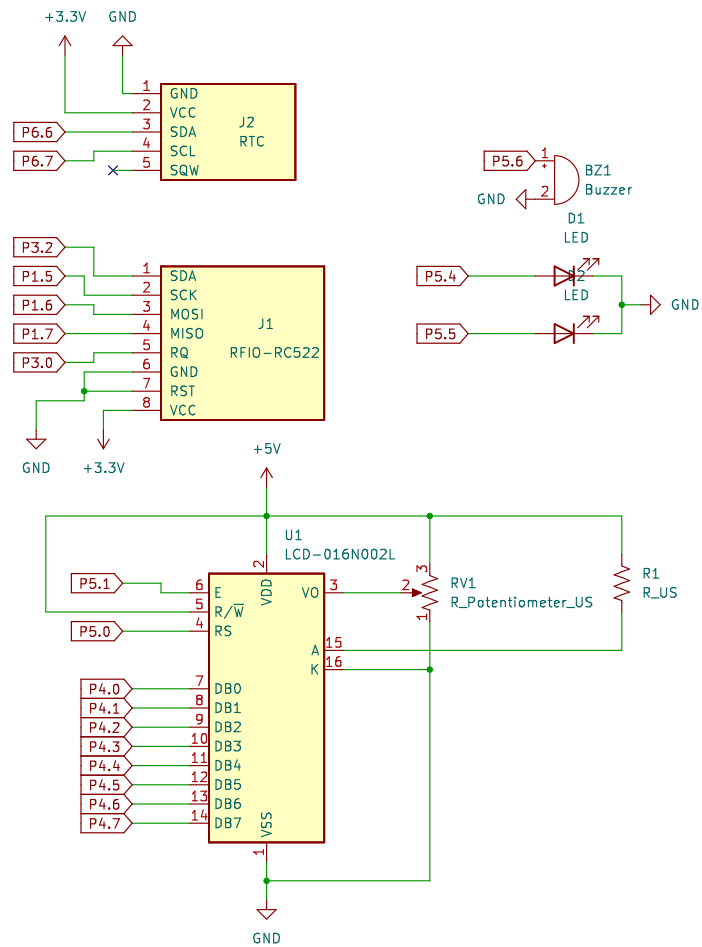 +3.3V GND
1 GND
2 VCC
P6.6 3 SDA
P6.7 4 SCL
5 SQW
J2
RTC
P5.6 1
+
2
GND
BZ1
Buzzer
D1
LED
P5.4
D2
LED
P5.5
GND
P3.2 1 SDA
P1.5 2 SCK
P1.6 3 MOSI
P1.7 4 MISO
P3.0 5 RQ
6 GND
7 RST
8 VCC
J1
RFIO-RC522
GND +3.3V
+5V
U1
LCD-016N002L
2 VDD
P5.1 6 E
5 R/W
P5.0 4 RS
VO 3
2
3
1
RV1
R_Potentiometer_US
R1
R_US
A 15
K 16
P4.0 7 DB0
P4.1 8 DB1
P4.2 9 DB2
P4.3 10 DB3
P4.4 11 DB4
P4.5 12 DB5
P4.6 13 DB6
P4.7 14 DB7
VSS
1
GND